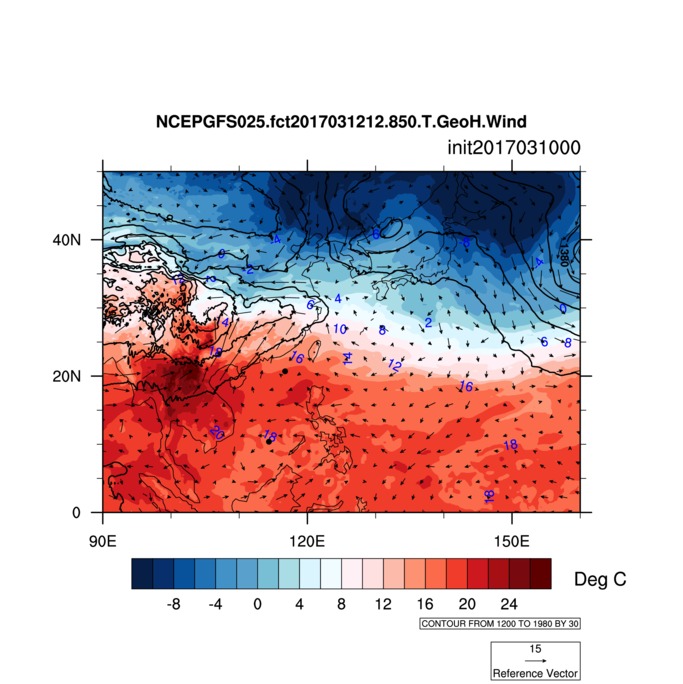 NCEPGFS025.fct2017031212.850.T.GeoH.Wind
init2017031000
40N
20N
0
90E 120E 150E
-8 -4 0 4 8 12 16 20 24 Deg C
CONTOUR FROM 1200 TO 1980 BY 30
15
Reference Vector